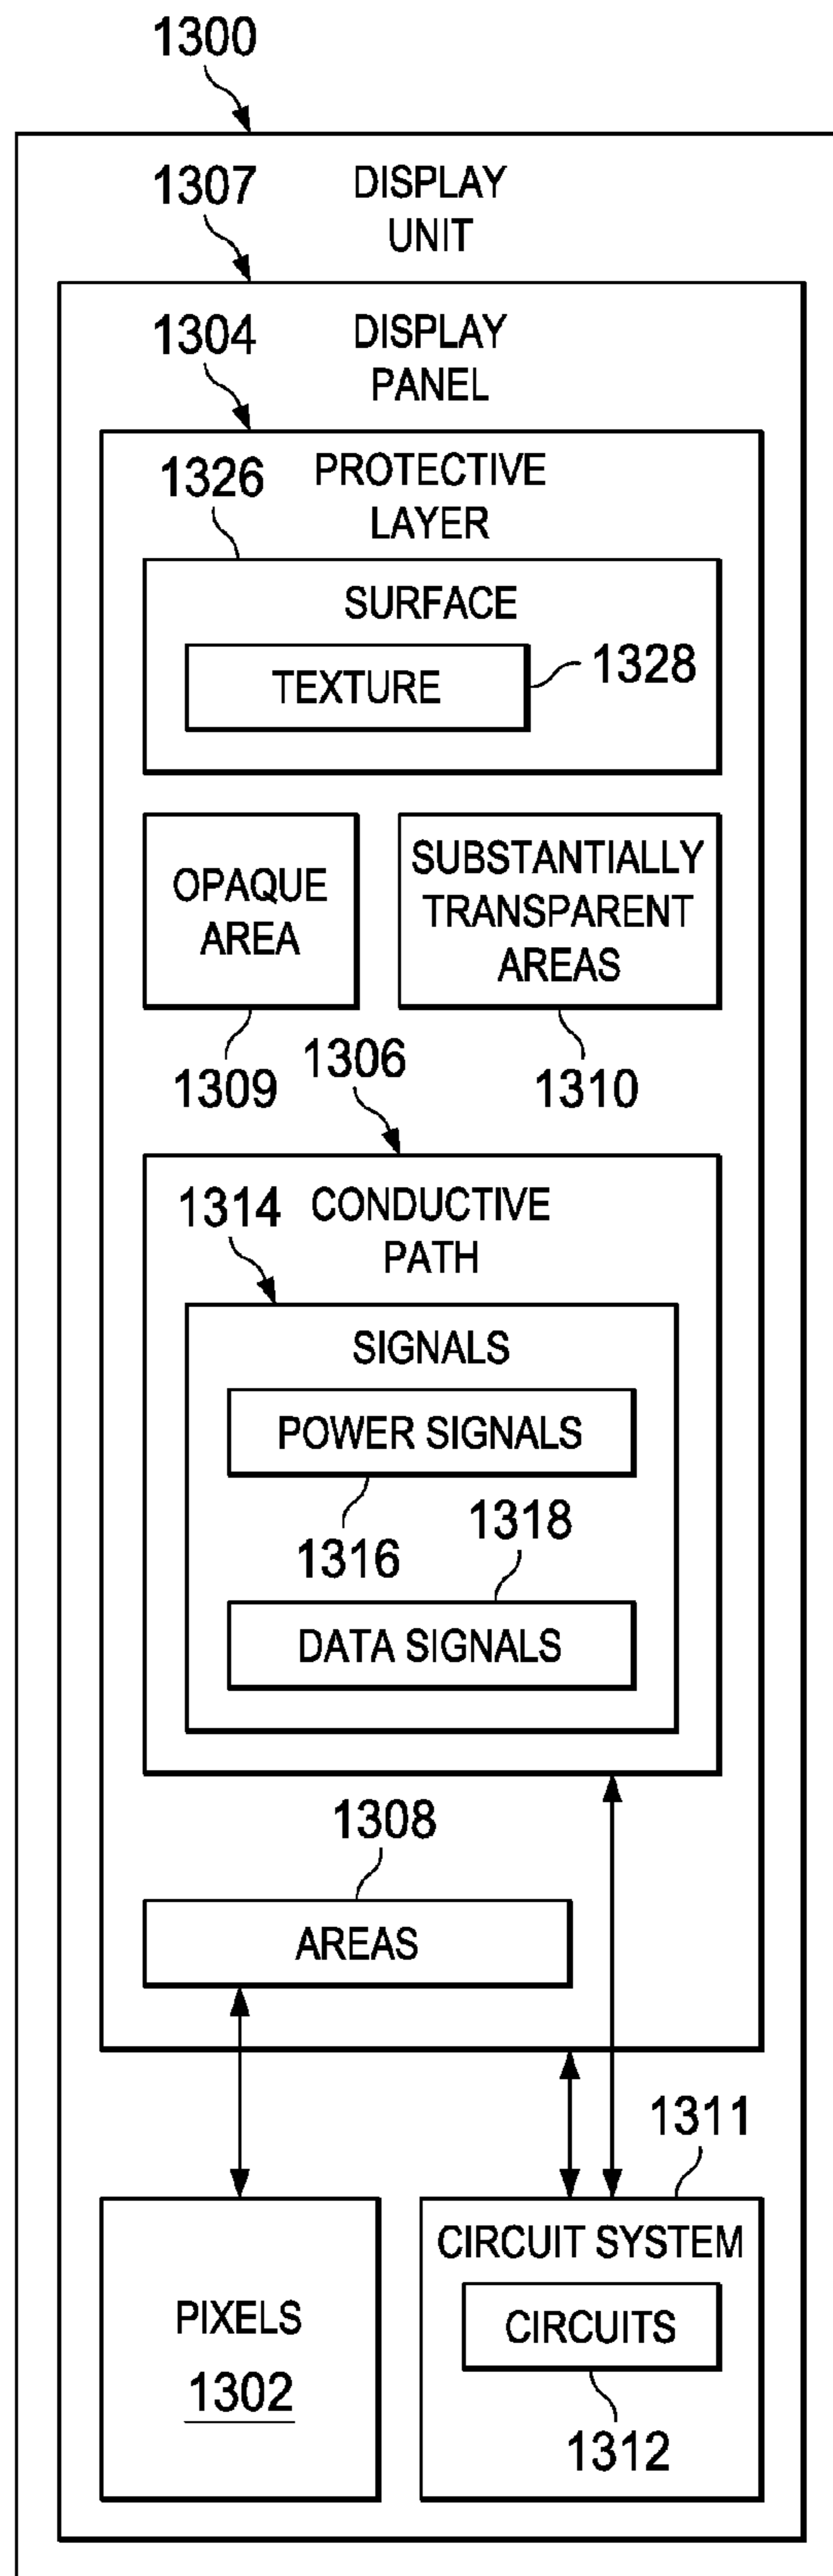 1300
DISPLAY
UNIT
1307
DISPLAY
PANEL
1304
PROTECTIVE
LAYER
1326
SURFACE
TEXTURE
1328
OPAQUE
AREA
1309
SUBSTANTIALLY
TRANSPARENT
AREAS
1310
1306
CONDUCTIVE
PATH
1314
SIGNALS
POWER SIGNALS
1316
1318
DATA SIGNALS
1308
AREAS
PIXELS
1302
1311
CIRCUIT SYSTEM
CIRCUITS
1312